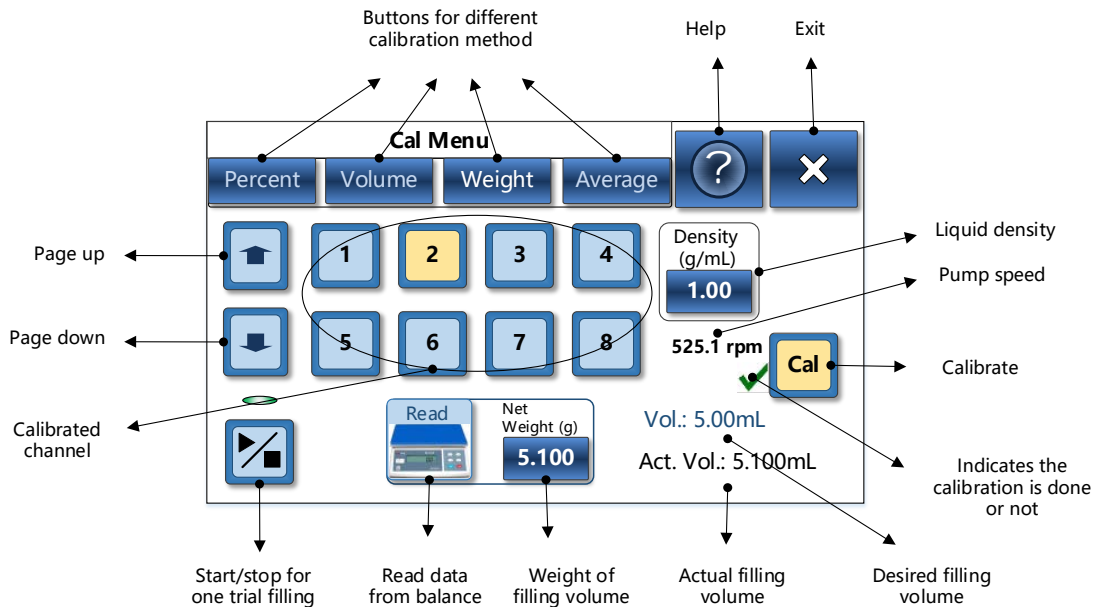 Buttons for different
calibration method
Help
Exit
Cal Menu
Percent
Volume
Weight
Average
?
Page up
1
2
3
4
Density
(g/mL)
1.00
Liquid density
Pump speed
Page down
5
6
7
8
525.1 rpm
Cal
Calibrate
Calibrated
channel
Read
Net
Weight (g)
5.100
Vol.: 5.00mL
Act. Vol.: 5.100mL
Indicates the
calibration is done
or not
Start/stop for
one trial filling
Read data
from balance
Weight of
filling volume
Actual filling
volume
Desired filling
volume